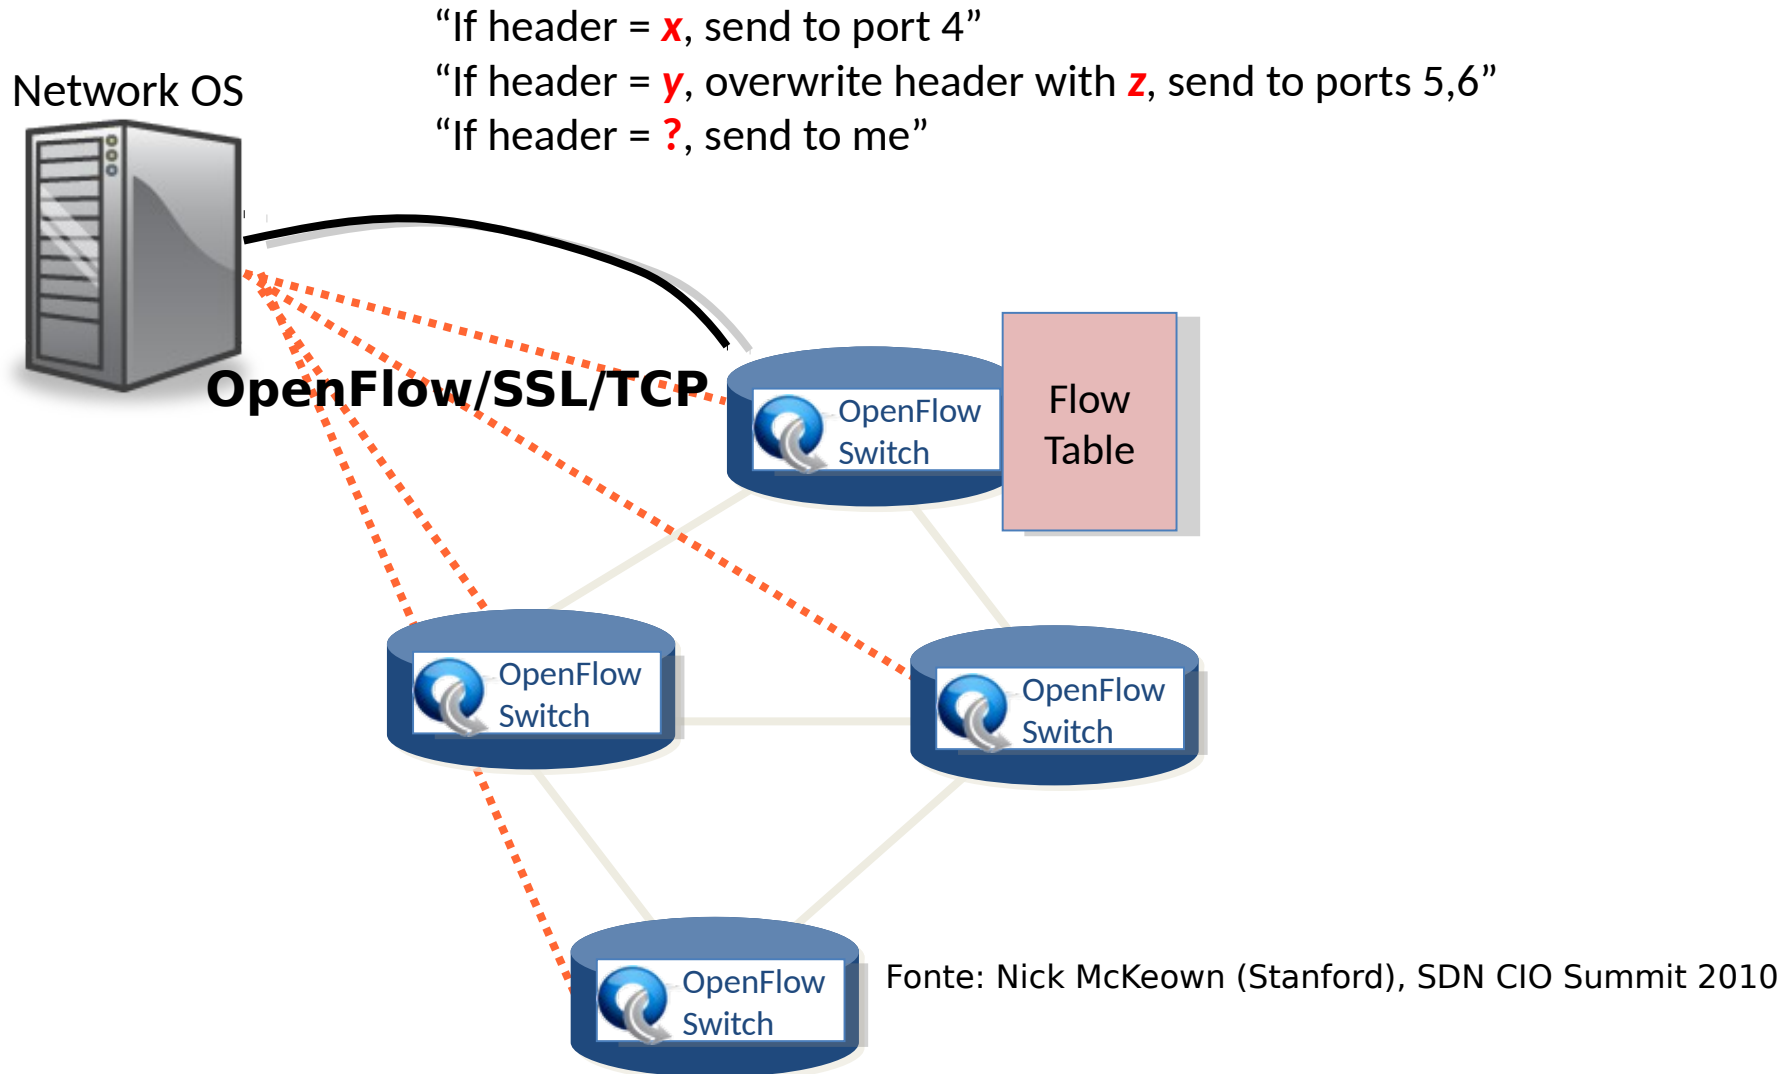 “If header = x, send to port 4”
“If header = y, overwrite header with z, send to ports 5,6”
“If header = ?, send to me”
Network OS
OpenFlow/SSL/TCP
OpenFlow
Switch
Flow
Table
OpenFlow
Switch
OpenFlow
Switch
OpenFlow
Switch
Fonte: Nick McKeown (Stanford), SDN CIO Summit 2010